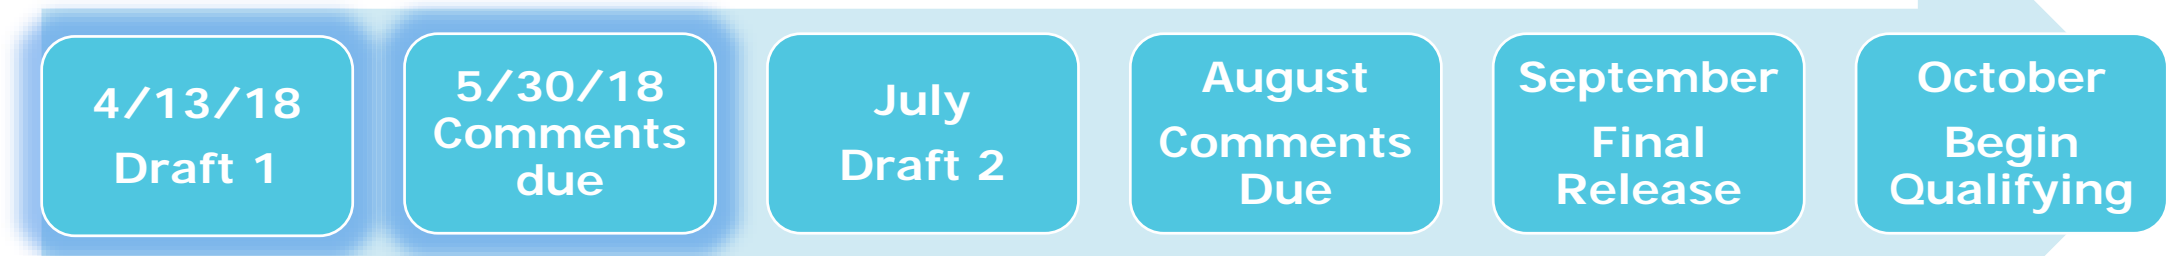 4/13/18
Draft 1
5/30/18
Comments
due
July
Draft 2
August
Comments
Due
September
Final
Release
October
Begin
Qualifying